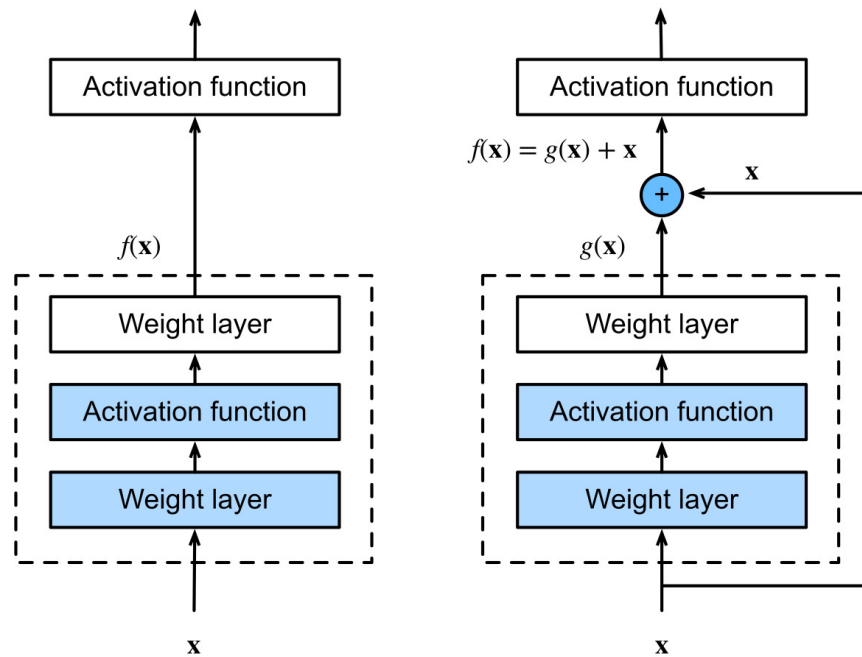 Activation function
f(x)
Weight layer
Activation function
Weight layer
x
Activation function
f(x) = g(x) + x
x
+
g(x)
Weight layer
Activation function
Weight layer
x